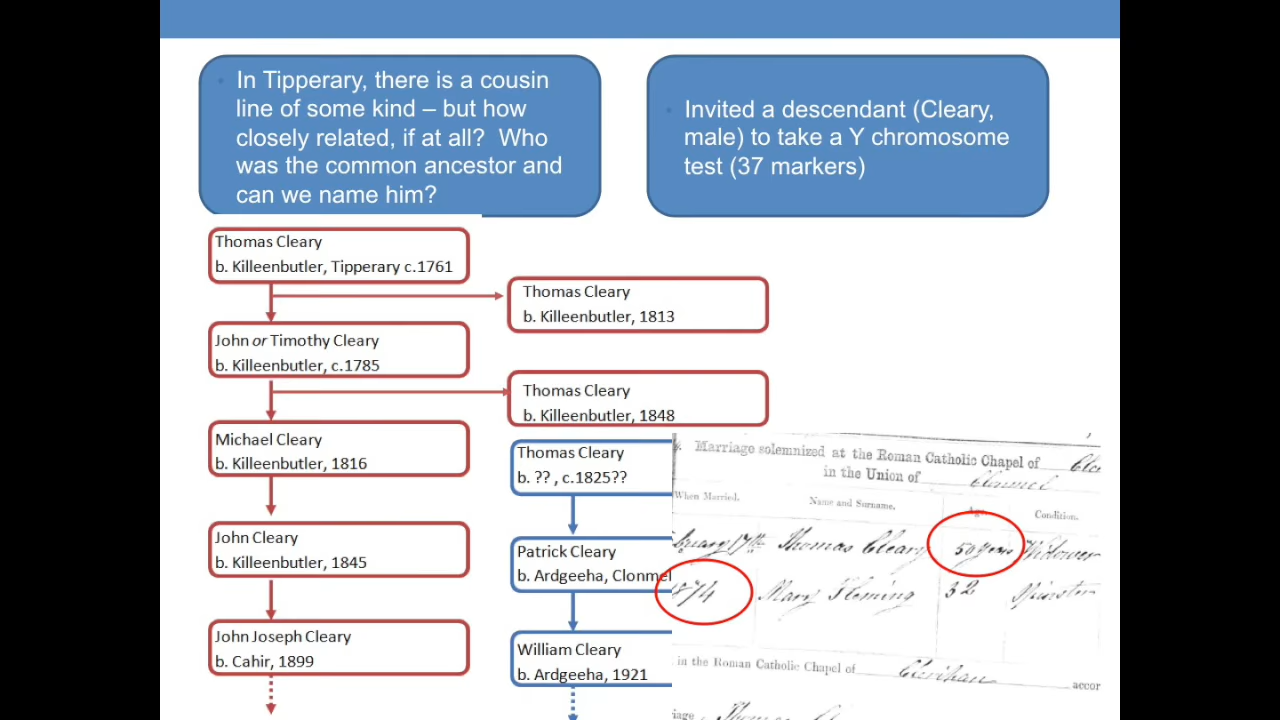 In Tipperary, there is a cousin
line of some kind – but how
closely related, if at all? Who
was the common ancestor and
can we name him?
Invited a descendant (Cleary,
male) to take a Y chromosome
test (37 markers)
Thomas Cleary
b. Killeenbutler, Tipperary c.1761
Thomas Cleary
b. Killeenbutler, 1813
John or Timothy Cleary
b. Killeenbutler, c.1785
Thomas Cleary
b. Killeenbutler, 1848
Michael Cleary
b. Killeenbutler, 1816
Thomas Cleary
b. ?? , c.1825??
John Cleary
b. Killeenbutler, 1845
Patrick Cleary
b. Ardgeeha, Clonmel
John Joseph Cleary
b. Cahir, 1899
William Cleary
b. Ardgeeha, 1921
Marriage solemnized at the Roman Catholic Chapel of
in the Union of Clonmel
When Married. Name and Surname. Age. Condition.
17th Thomas Cleary 50 years Widower
1874 Mary Fleming 32 Spinster
in the Roman Catholic Chapel of Clerihan accor
Thomas